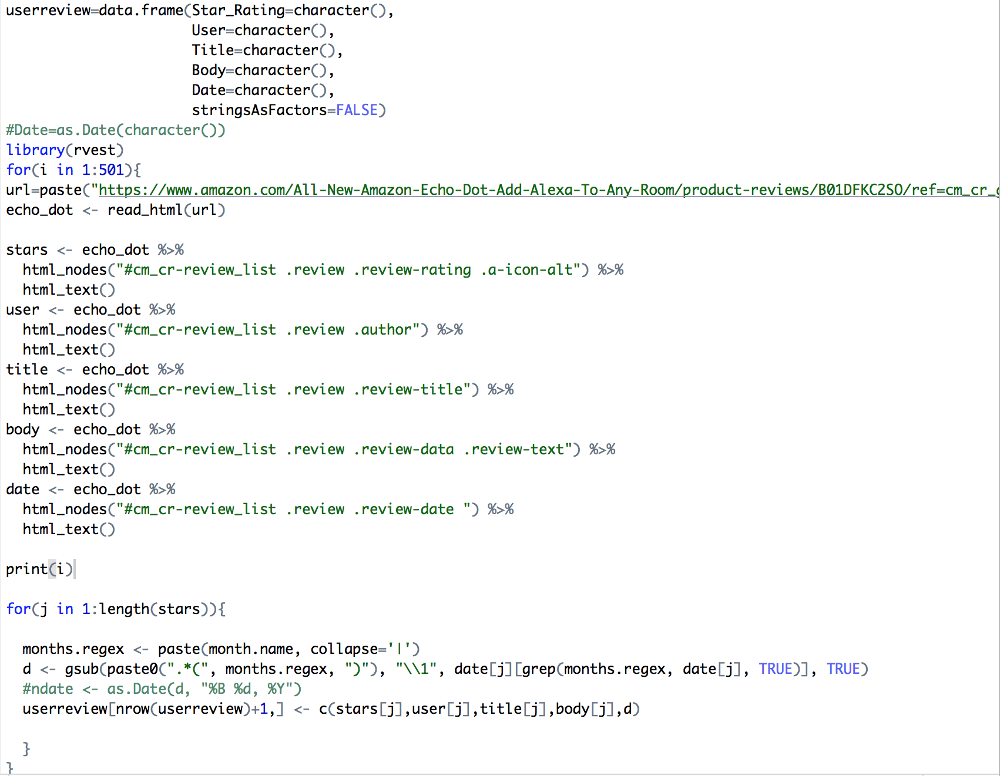 userreview=data.frame(Star_Rating=character(),
                      User=character(),
                      Title=character(),
                      Body=character(),
                      Date=character(),
                      stringsAsFactors=FALSE)
#Date=as.Date(character())
library(rvest)
for(i in 1:501){
url=paste("https://www.amazon.com/All-New-Amazon-Echo-Dot-Add-Alexa-To-Any-Room/product-reviews/B01DFKC2SO/ref=cm_cr_
echo_dot <- read_html(url)
stars <- echo_dot %>%
  html_nodes("#cm_cr-review_list .review .review-rating .a-icon-alt") %>%
  html_text()
user <- echo_dot %>%
  html_nodes("#cm_cr-review_list .review .author") %>%
  html_text()
title <- echo_dot %>%
  html_nodes("#cm_cr-review_list .review .review-title") %>%
  html_text()
body <- echo_dot %>%
  html_nodes("#cm_cr-review_list .review .review-data .review-text") %>%
  html_text()
date <- echo_dot %>%
  html_nodes("#cm_cr-review_list .review .review-date ") %>%
  html_text()
print(i)
for(j in 1:length(stars)){
  months.regex <- paste(month.name, collapse='|')
  d <- gsub(paste0(".*(", months.regex, ")"), "\\1", date[j][grep(months.regex, date[j], TRUE)], TRUE)
  #ndate <- as.Date(d, "%B %d, %Y")
  userreview[nrow(userreview)+1,] <- c(stars[j],user[j],title[j],body[j],d)
  }
}